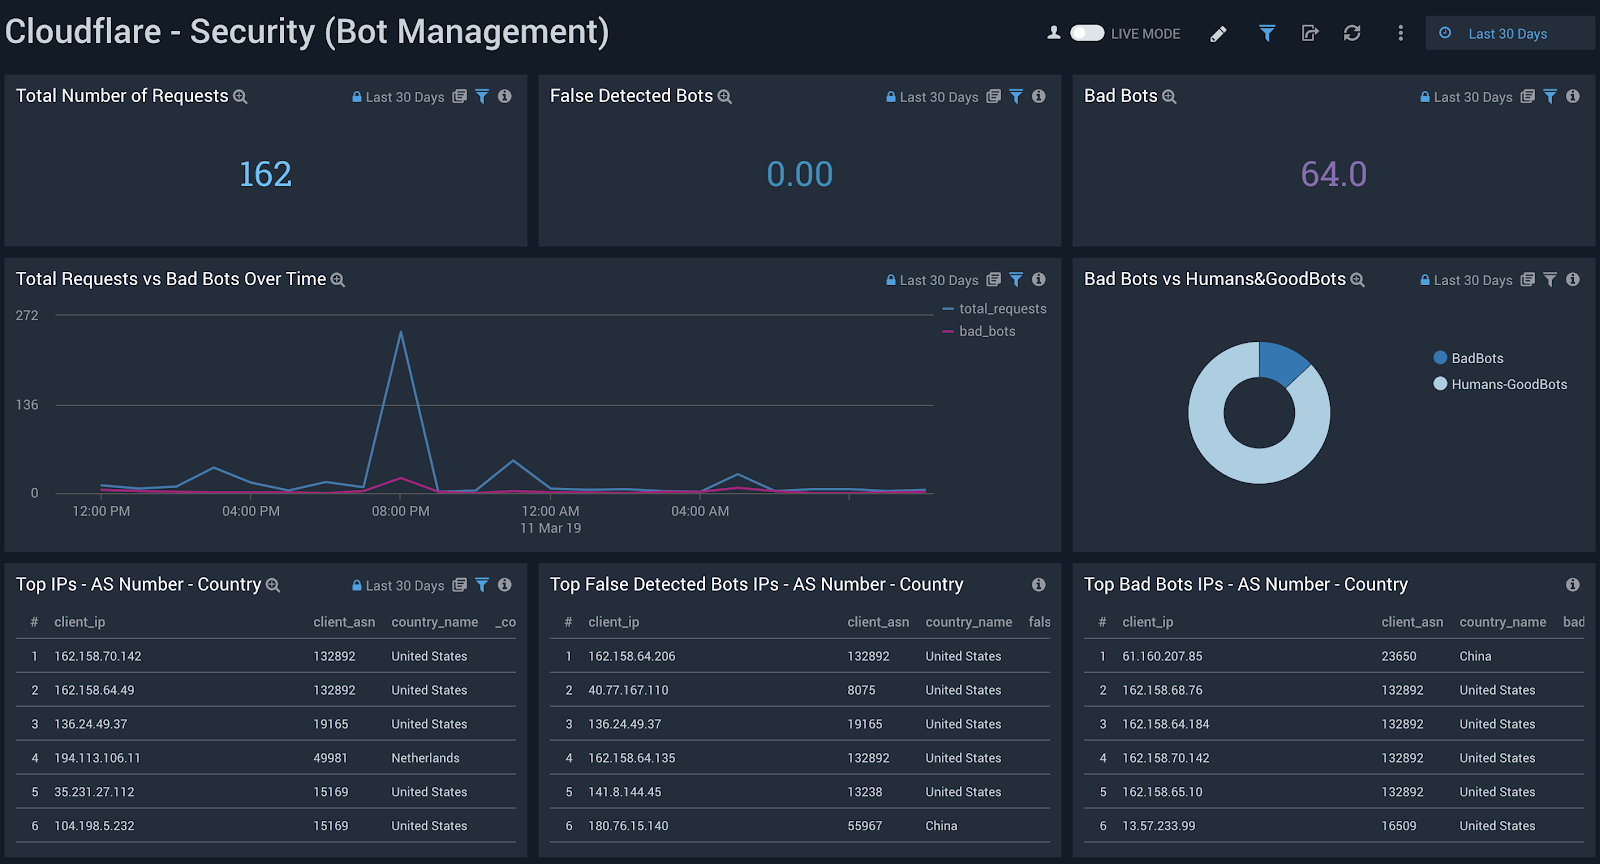 Cloudflare - Security (Bot Management)
LIVE MODE
Last 30 Days
Total Number of Requests
Last 30 Days
162
False Detected Bots
Last 30 Days
0.00
Bad Bots
Last 30 Days
64.0
Total Requests vs Bad Bots Over Time
Last 30 Days
272
136
0
12:00 PM 04:00 PM 08:00 PM 12:00 AM 04:00 AM
11 Mar 19
total_requests
bad_bots
Bad Bots vs Humans&GoodBots
Last 30 Days
BadBots
Humans-GoodBots
Top IPs - AS Number - Country
Last 30 Days
# client_ip client_asn country_name _co
1 162.158.70.142 132892 United States
2 162.158.64.49 132892 United States
3 136.24.49.37 19165 United States
4 194.113.106.11 49981 Netherlands
5 35.231.27.112 15169 United States
6 104.198.5.232 15169 United States
Top False Detected Bots IPs - AS Number - Country
# client_ip client_asn country_name fals
1 162.158.64.206 132892 United States
2 40.77.167.110 8075 United States
3 136.24.49.37 19165 United States
4 162.158.64.135 132892 United States
5 141.8.144.45 13238 United States
6 180.76.15.140 55967 China
Top Bad Bots IPs - AS Number - Country
# client_ip client_asn country_name bad
1 61.160.207.85 23650 China
2 162.158.68.76 132892 United States
3 162.158.64.184 132892 United States
4 162.158.70.142 132892 United States
5 162.158.65.10 132892 United States
6 13.57.233.99 16509 United States